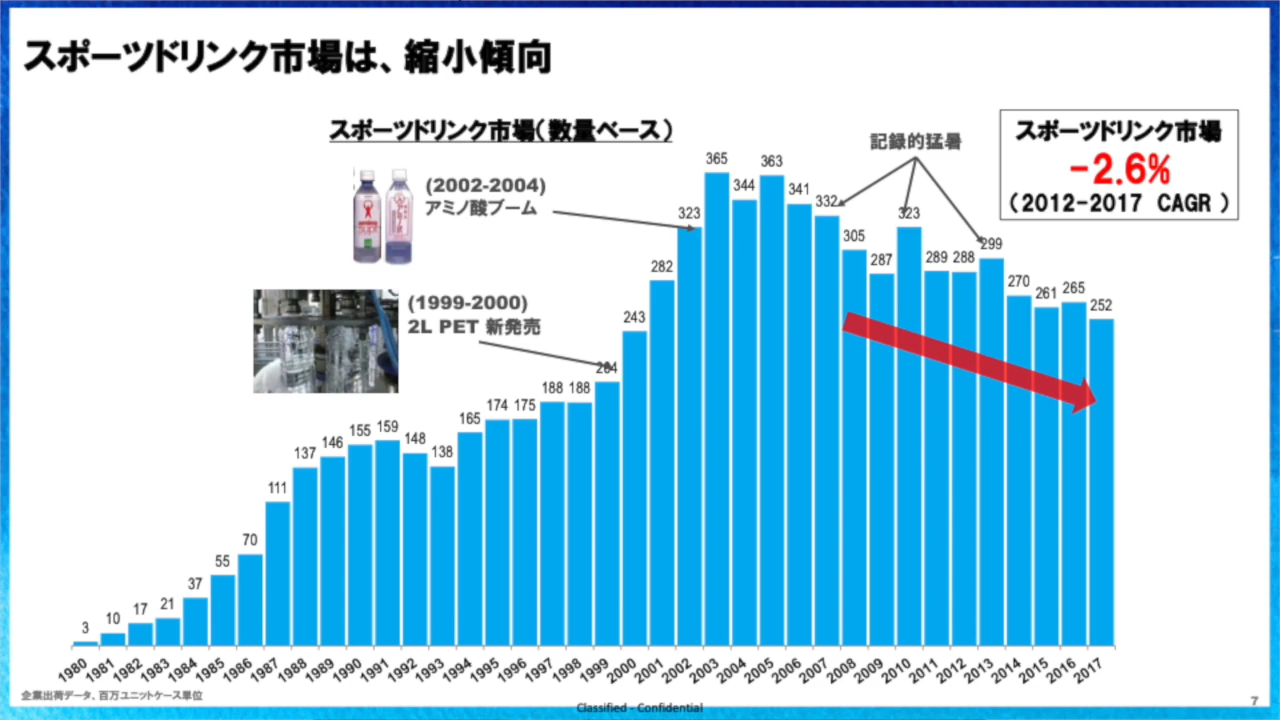 スポーツドリンク市場は、縮小傾向
スポーツドリンク市場（数量ベース）
スポーツドリンク市場
-2.6%
（2012-2017 CAGR ）
記録的猛暑
(2002-2004)
アミノ酸ブーム
(1999-2000)
2L PET 新発売
3 10 17 21 37 55 70 111 137 146 155 159 148 138 165 174 175 188 188 204 243 282 323 365 344 363 341 332 305 287 323 289 288 299 270 261 265 252
1980 1981 1982 1983 1984 1985 1986 1987 1988 1989 1990 1991 1992 1993 1994 1995 1996 1997 1998 1999 2000 2001 2002 2003 2004 2005 2006 2007 2008 2009 2010 2011 2012 2013 2014 2015 2016 2017
企業出荷データ、百万ユニットケース単位
Classified - Confidential
7